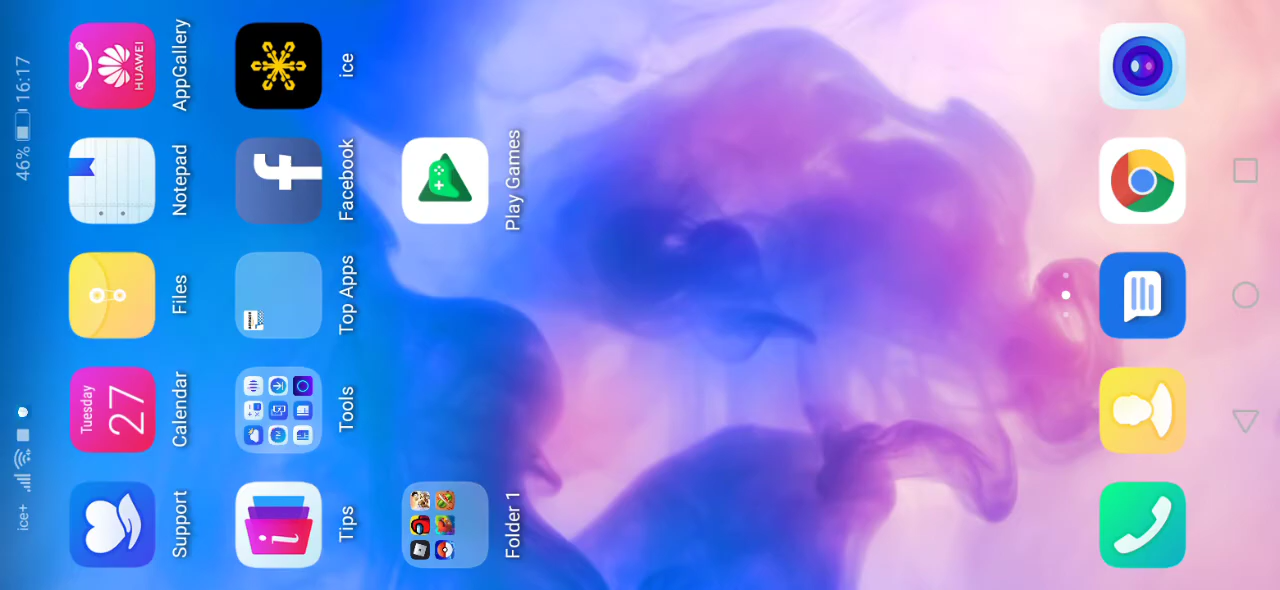 ice+ 46% 16:17
Support
Tuesday
27
Calendar
Files
Notepad
HUAWEI
AppGallery
Tips
Tools
Top Apps
Facebook
ice
Folder 1
Play Games